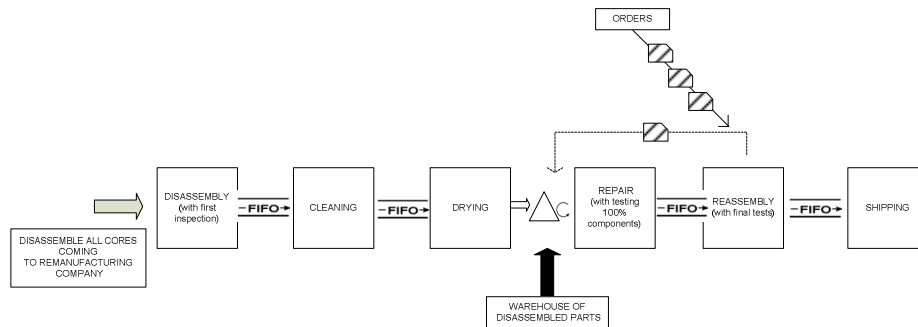 ORDERS
DISASSEMBLY
(with first
inspection)
FIFO
CLEANING
FIFO
DRYING
REPAIR
(with testing
100%
components)
FIFO
REASSEMBLY
(with final tests)
FIFO
SHIPPING
DISASSEMBLE ALL CORES
COMING
TO REMANUFACTURING
COMPANY
WAREHOUSE OF
DISASSEMBLED PARTS